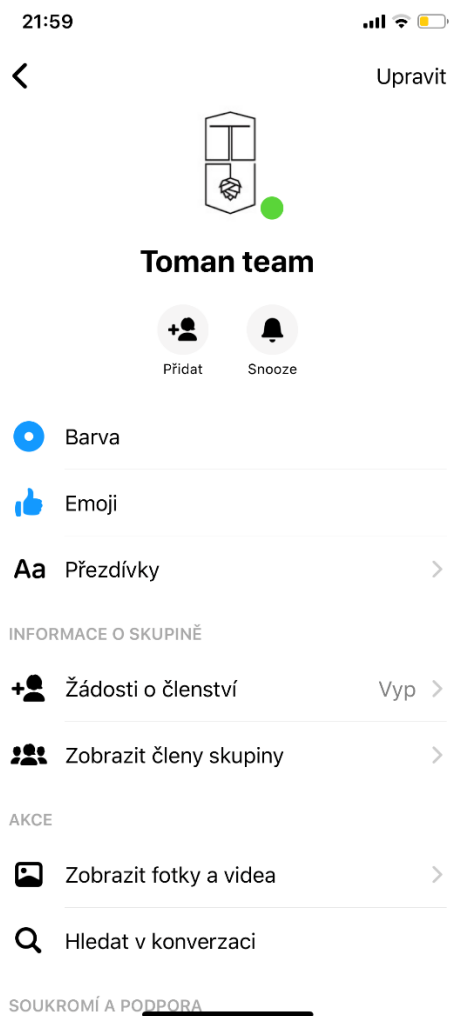 21:59
Upravit
Toman team
Přidat
Snooze
Barva
Emoji
Aa Přezdívky
INFORMACE O SKUPINĚ
Žádosti o členství Vyp
Zobrazit členy skupiny
AKCE
Zobrazit fotky a videa
Hledat v konverzaci
SOUKROMÍ A PODPORA